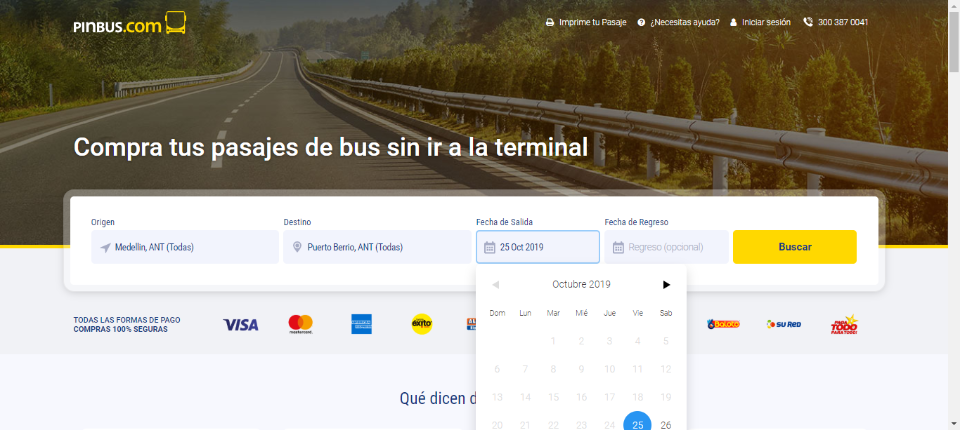 PINBUS.com
Imprime tu Pasaje
¿Necesitas ayuda?
Iniciar sesión
300 387 0041
Compra tus pasajes de bus sin ir a la terminal
Origen
Destino
Fecha de Salida
Fecha de Regreso
Medellín, ANT (Todas)
Puerto Berrio, ANT (Todas)
25 Oct 2019
Regreso (opcional)
Buscar
Octubre 2019
Dom Lun Mar Mié Jue Vie Sab
1 2 3 4 5
6 7 8 9 10 11 12
13 14 15 16 17 18 19
20 21 22 23 24 25 26
TODAS LAS FORMAS DE PAGO
COMPRAS 100% SEGURAS
VISA
mastercard
AMERICAN EXPRESS
éxito
BALOTO
SU RED
PAGA TODO
PARA TODO
Qué dicen d